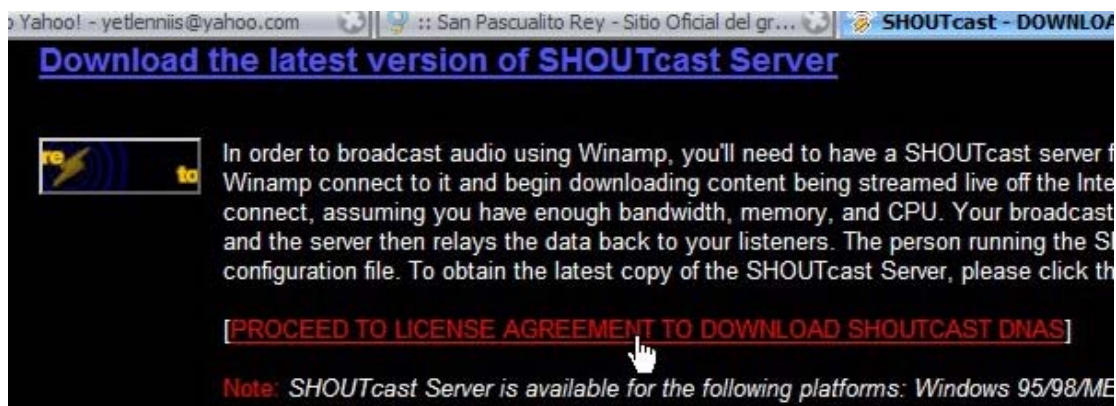 Yahoo! - yetlenniis@yahoo.com :: San Pascualito Rey - Sitio Oficial del gr... SHOUTcast - DOWNLOA
Download the latest version of SHOUTcast Server
re
to
In order to broadcast audio using Winamp, you'll need to have a SHOUTcast server f
Winamp connect to it and begin downloading content being streamed live off the Inte
connect, assuming you have enough bandwidth, memory, and CPU. Your broadcast
and the server then relays the data back to your listeners. The person running the S
configuration file. To obtain the latest copy of the SHOUTcast Server, please click th
[PROCEED TO LICENSE AGREEMENT TO DOWNLOAD SHOUTCAST DNAS]
Note: SHOUTcast Server is available for the following platforms: Windows 95/98/ME